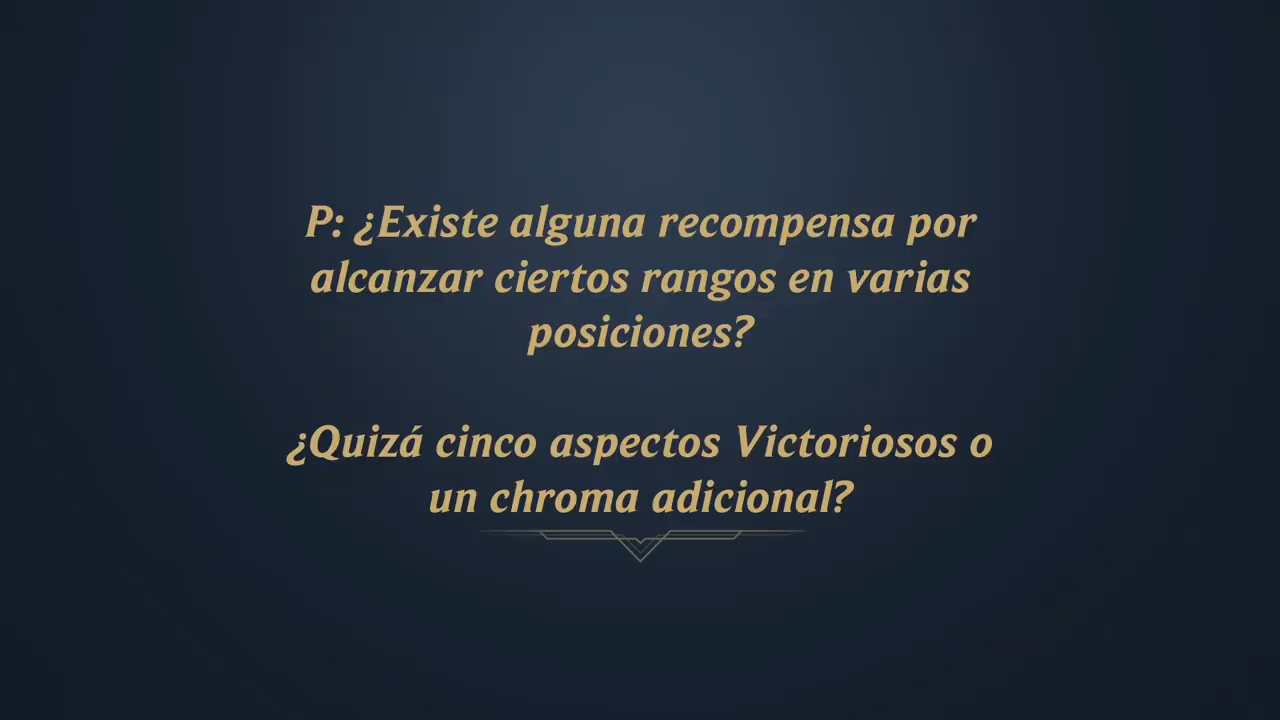 P: ¿Existe alguna recompensa por
alcanzar ciertos rangos en varias
posiciones?
¿Quizá cinco aspectos Victoriosos o
un chroma adicional?